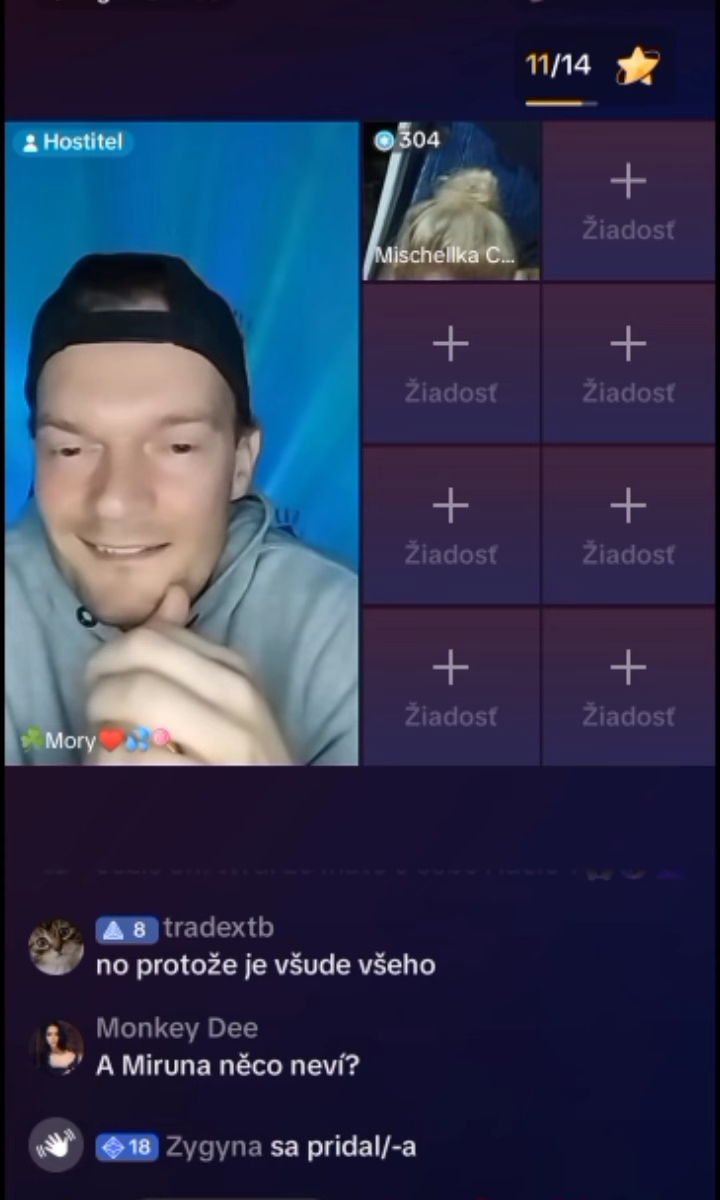 11/14
Hostitel
304
Mischellka C...
Žiadosť
Žiadosť
Žiadosť
Žiadosť
Žiadosť
Žiadosť
Žiadosť
☘️Mory❤️💦🍭
8 tradextb
no protože je všude všeho
Monkey Dee
A Miruna něco neví?
18 Zygyna sa pridal/-a